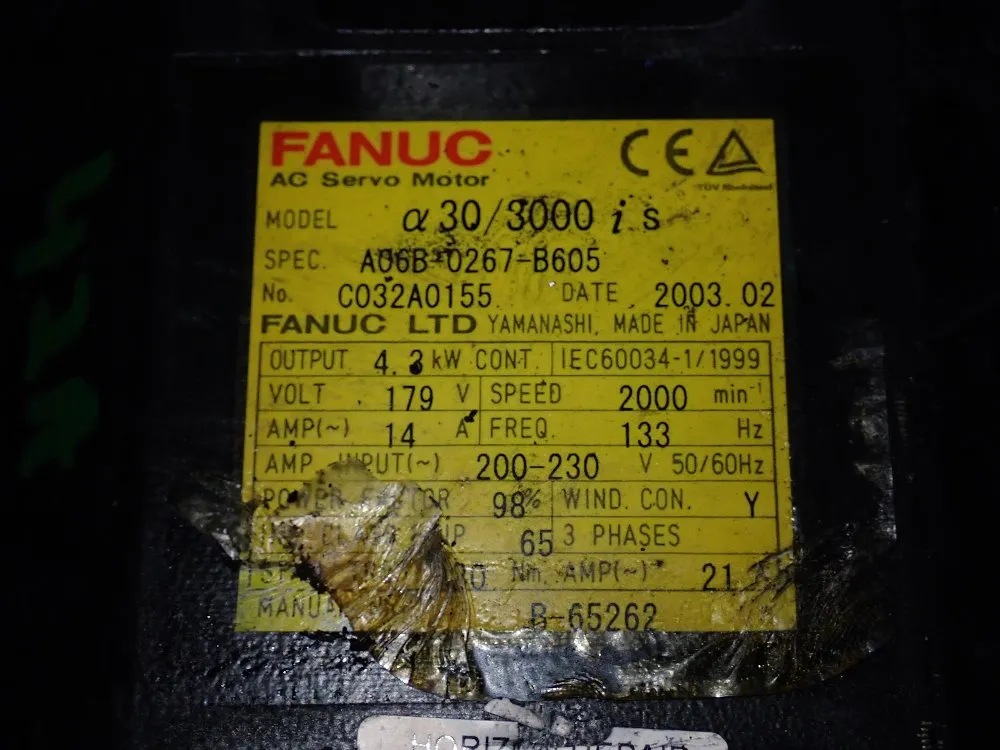 FANUC CE
AC Servo Motor TÜV Rheinland
MODEL α30/3000 i s
SPEC. A06B-0267-B605
No. C032A0155 DATE 2003.02
FANUC LTD YAMANASHI, MADE IN JAPAN
OUTPUT 4. kW CONT. IEC60034-1/1999
VOLT 179 V SPEED 2000 min⁻¹
AMP(~) 14 A FREQ. 133 Hz
AMP INPUT(~) 200-230 V 50/60Hz
POWER FACTOR 98% WIND. CON. Y
65 3 PHASES
Nm, AMP(~) 21
MANUAL B-65262